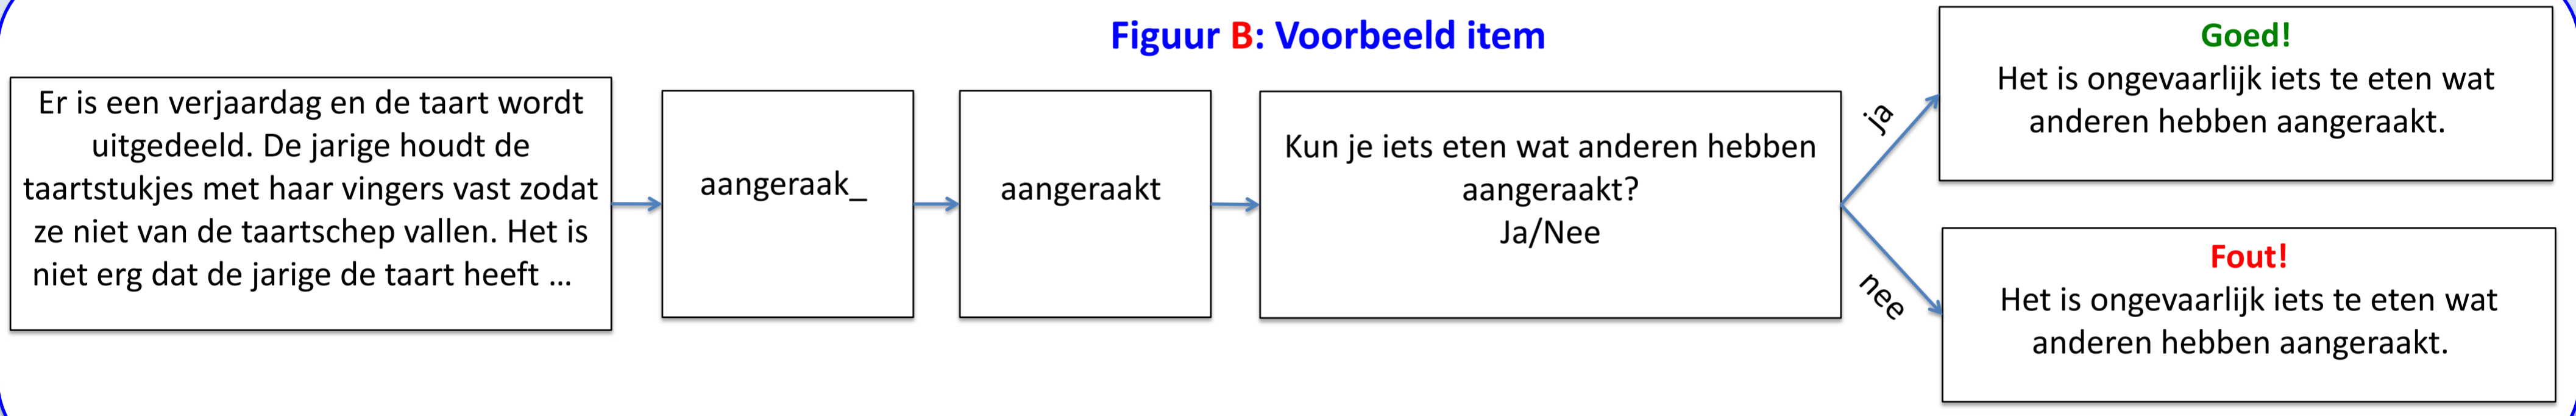 Figuur B: Voorbeeld item
Er is een verjaardag en de taart wordt
uitgedeeld. De jarige houdt de
taartstukjes met haar vingers vast zodat
ze niet van de taartschep vallen. Het is
niet erg dat de jarige de taart heeft ...
aangeraak_
aangeraakt
Kun je iets eten wat anderen hebben
aangeraakt?
Ja/Nee
ja
Goed!
Het is ongevaarlijk iets te eten wat
anderen hebben aangeraakt.
nee
Fout!
Het is ongevaarlijk iets te eten wat
anderen hebben aangeraakt.